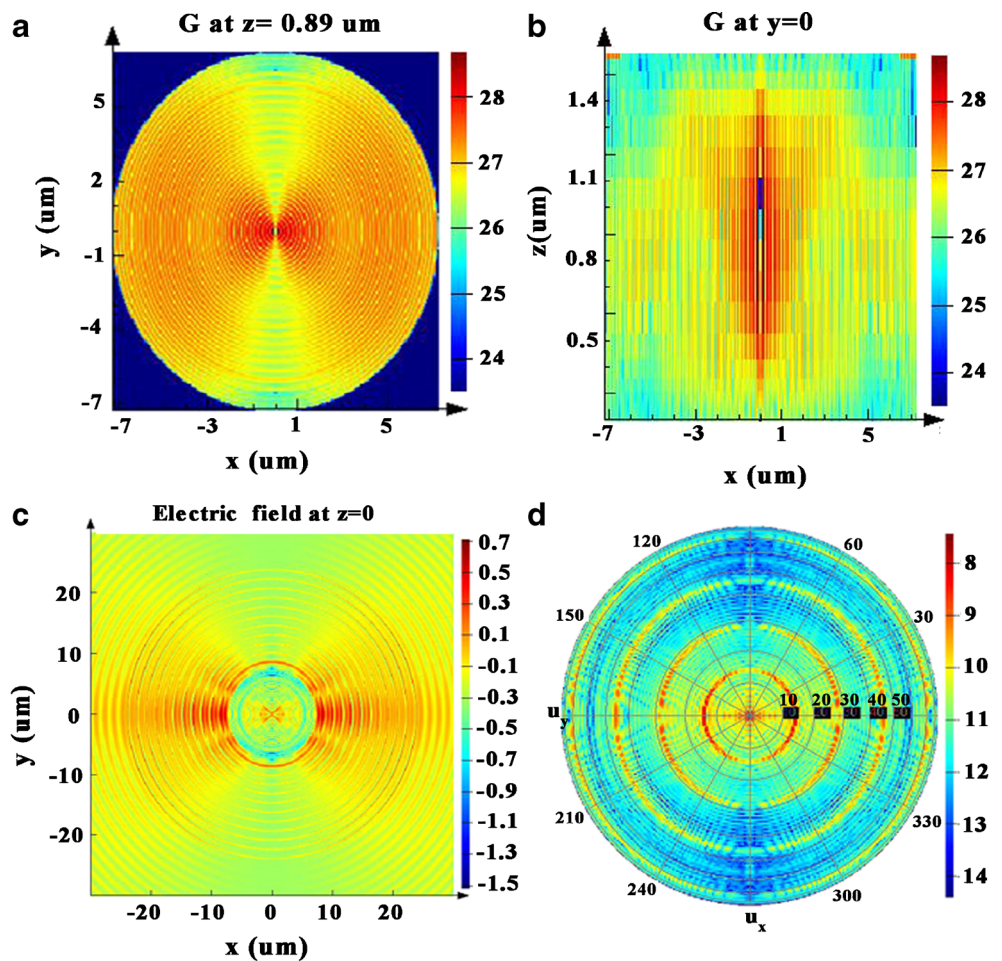 a
G at z= 0.89 um
5
2
-1
-4
-7
y (um)
-7 -3 1 5
x (um)
28
27
26
25
24
b
G at y=0
1.4
1.1
0.8
0.5
z(um)
-7 -3 1 5
x (um)
28
27
26
25
24
c
Electric field at z=0
20
10
0
-10
-20
y (um)
-20 -10 0 10 20
x (um)
0.7
0.5
0.3
0.1
-0.1
-0.3
-0.5
-0.7
-0.9
-1.1
-1.3
-1.5
d
120 60
150 30
10 20 30 40 50
uy
210 330
240 300
ux
8
9
10
11
12
13
14